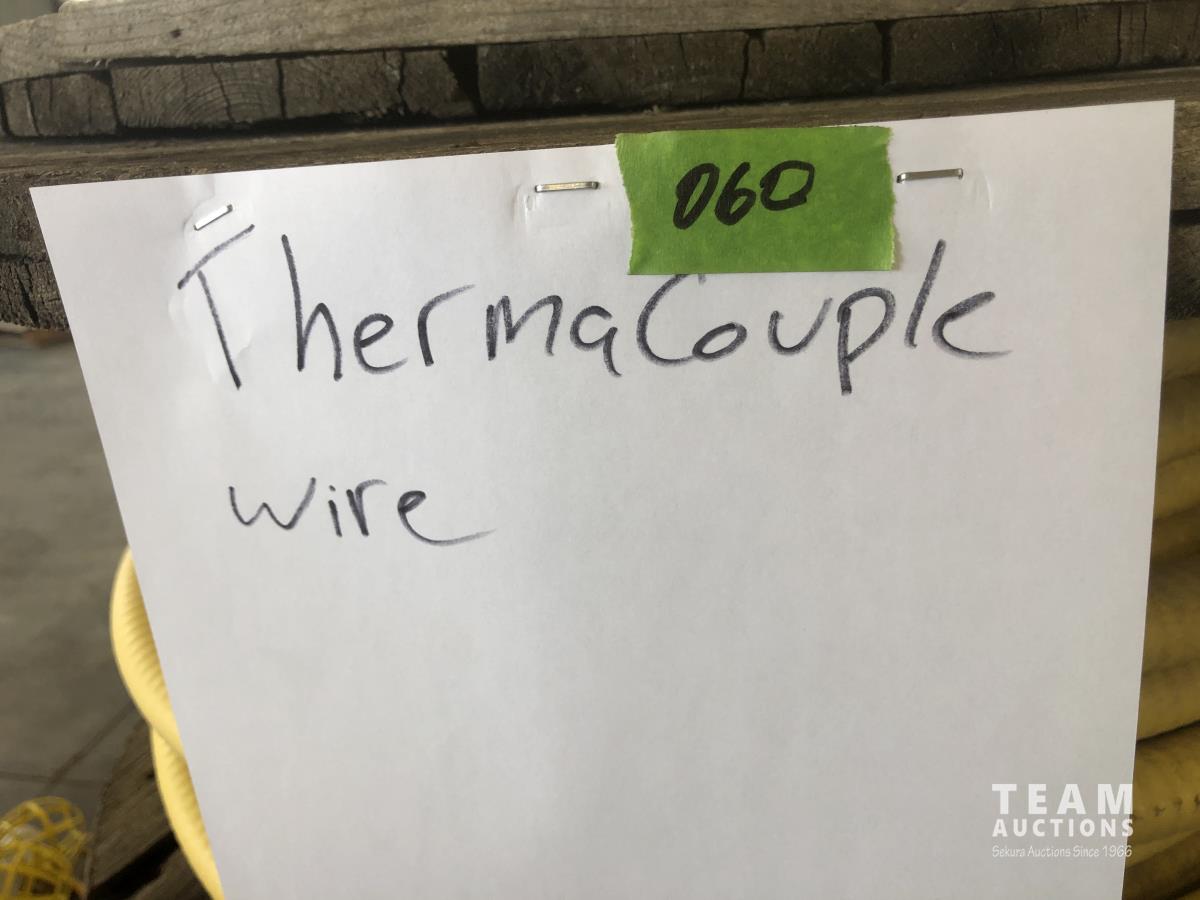 060
ThermaCouple
wire
TEAM
AUCTIONS
Sekura Auctions Since 1966